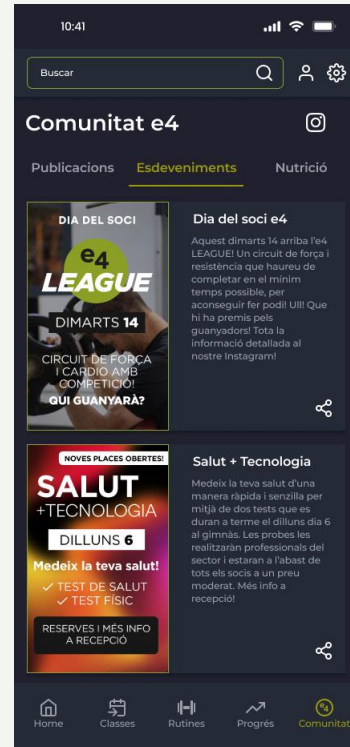 10:41
Buscar
Comunitat e4
Publicacions Esdeveniments Nutrició
DIA DEL SOCI
e4
LEAGUE
DIMARTS 14
CIRCUIT DE FORÇA
I CARDIO AMB
COMPETICIÓ!
QUI GUANYARÀ?
Dia del soci e4
Aquest dimarts 14 arriba l'e4
LEAGUE! Un circuit de força i
resistència que haureu de
completar en el mínim
temps possible, per
aconseguir fer podi! UII! Que
hi ha premis pels
guanyadors! Tota la
informació detallada al
nostre Instagram!
NOVES PLACES OBERTES!
SALUT
+TECNOLOGIA
DILLUNS 6
Medeix la teva salut!
✓ TEST DE SALUT
✓ TEST FÍSIC
RESERVES I MÉS INFO
A RECEPCIÓ
Salut + Tecnologia
Medeix la teva salut d'una
manera ràpida i senzilla per
mitjà de dos tests que es
duran a terme el dilluns dia 6
al gimnàs. Les probes les
realitzaràn professionals del
sector i estaran a l'abast de
tots els socis a un preu
moderat. Més info a
recepció!
Home Classes Rutines Progrés e4 Comunitat